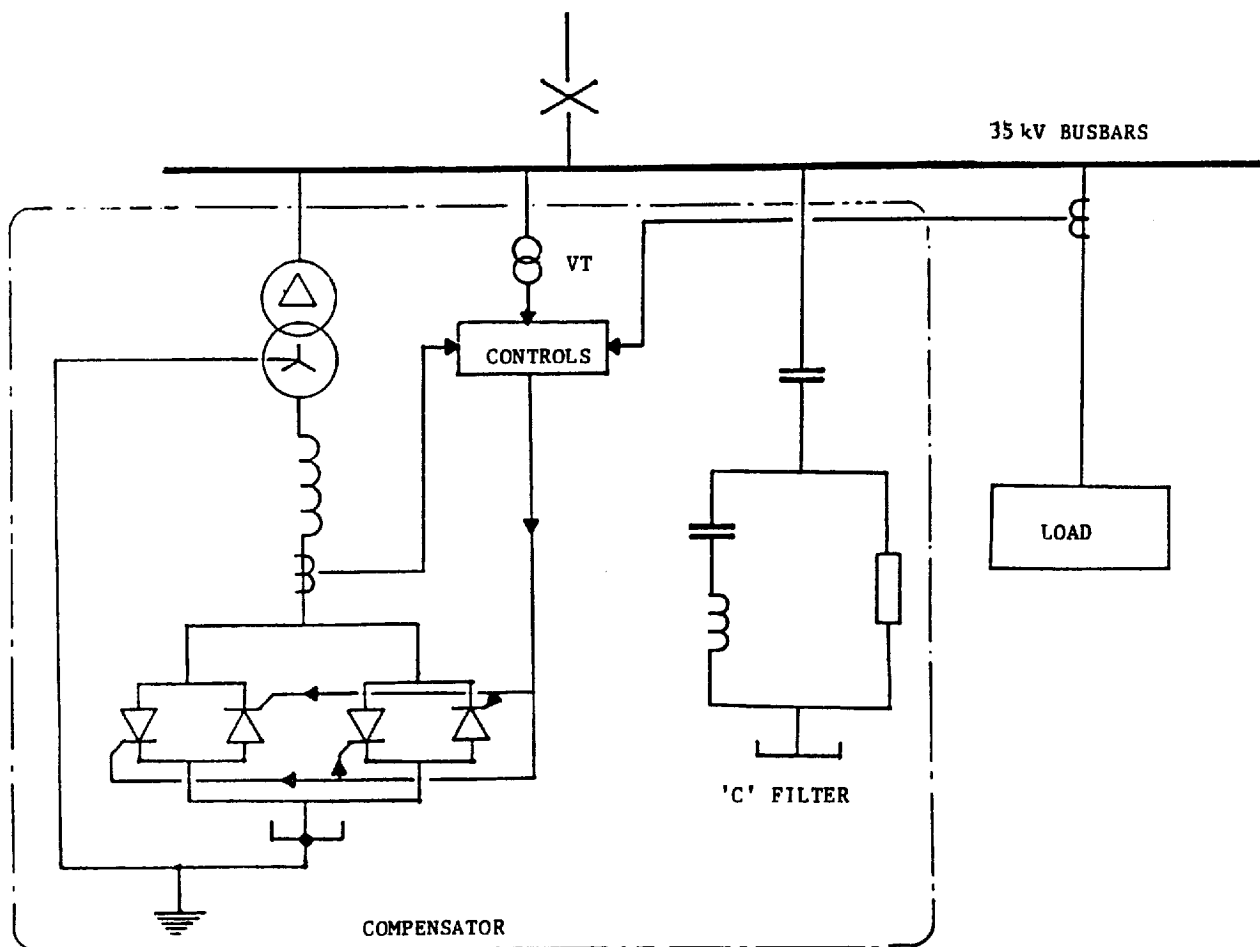 35 kV BUSBARS
VT
CONTROLS
LOAD
'C' FILTER
COMPENSATOR